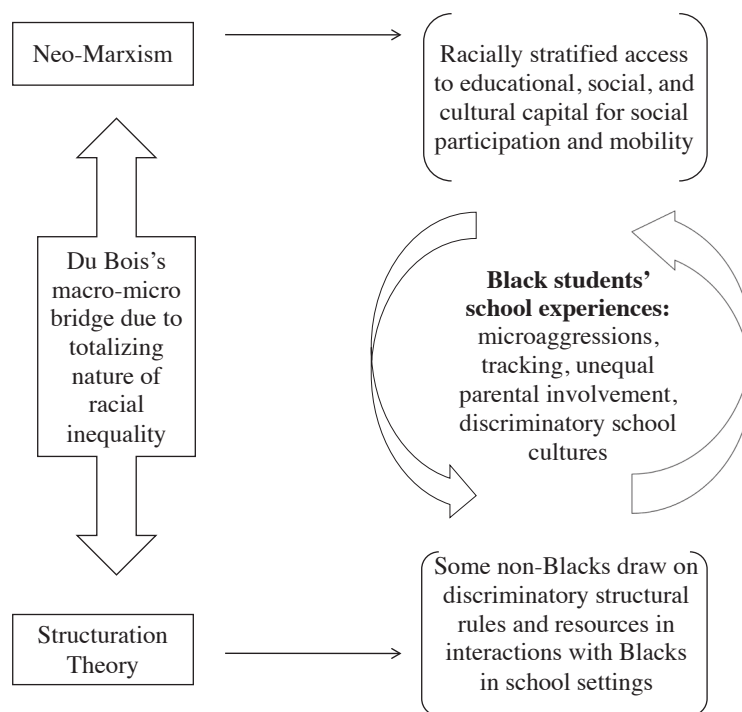 Neo-Marxism
Racially stratified access
to educational, social, and
cultural capital for social
participation and mobility
Du Bois's
macro-micro
bridge due to
totalizing
nature of
racial
inequality
Black students'
school experiences:
microaggressions,
tracking, unequal
parental involvement,
discriminatory school
cultures
Structuration
Theory
Some non-Blacks draw on
discriminatory structural
rules and resources in
interactions with Blacks
in school settings